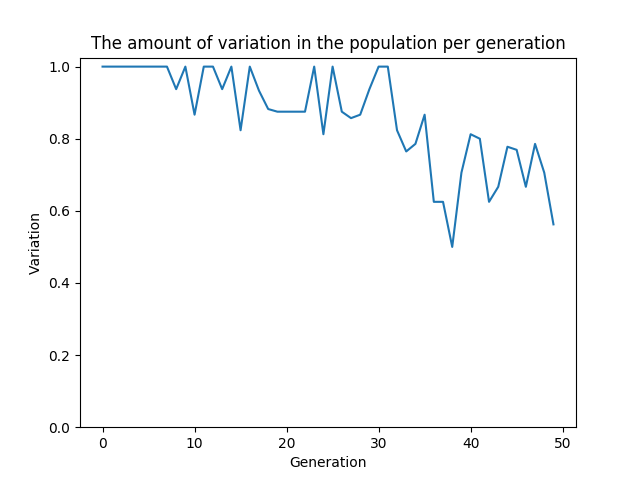 The amount of variation in the population per generation
1.0
0.8
0.6
0.4
0.2
0.0
Variation
0 10 20 30 40 50
Generation